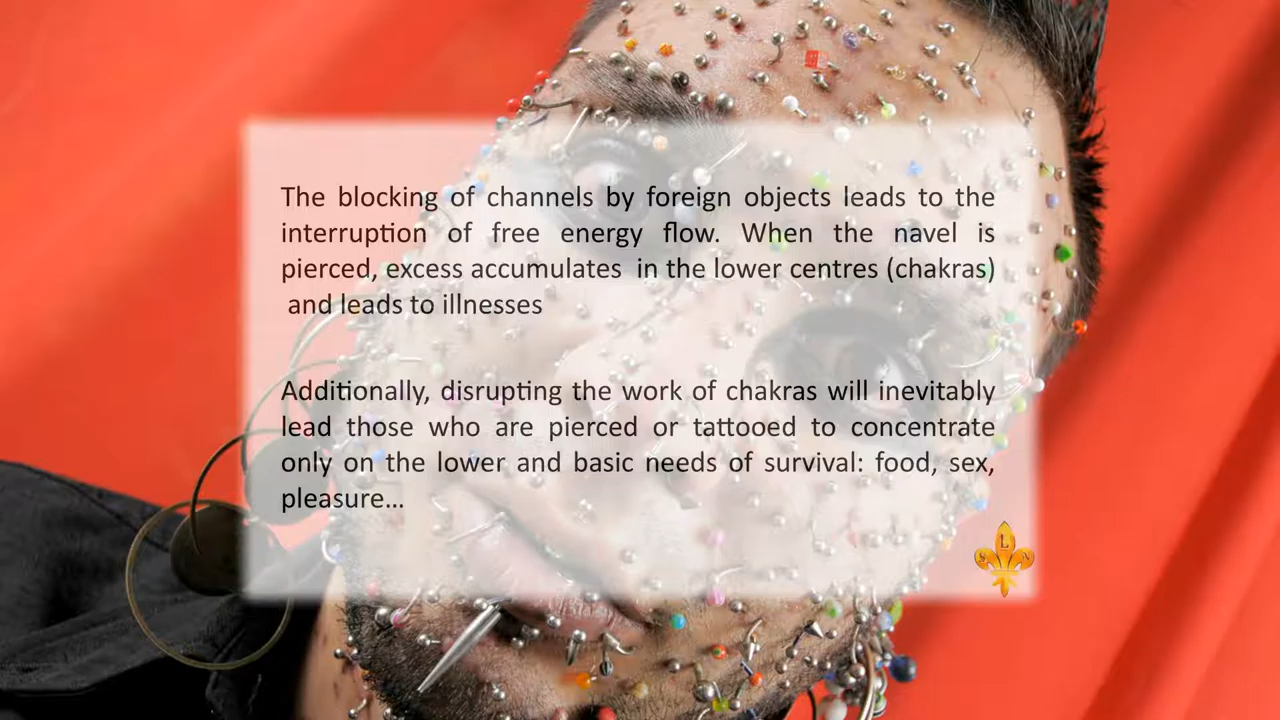 The blocking of channels by foreign objects leads to the
interruption of free energy flow. When the navel is
pierced, excess accumulates in the lower centres (chakras)
and leads to illnesses
Additionally, disrupting the work of chakras will inevitably
lead those who are pierced or tattooed to concentrate
only on the lower and basic needs of survival: food, sex,
pleasure...
S L N